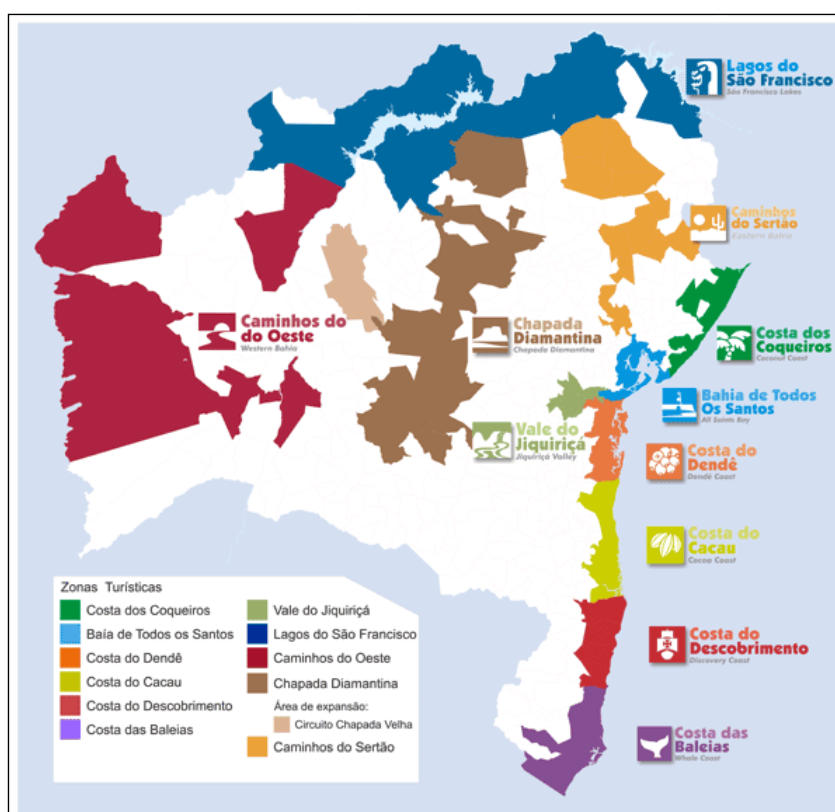 Lagos do
São Francisco
São Francisco Lakes
Caminhos
do Sertão
Eastern Bahia
Caminhos do
do Oeste
Western Bahia
Chapada
Diamantina
Chapada Diamantina
Costa dos
Coqueiros
Coconut Coast
Bahia de Todos
Os Santos
All Saints Bay
Vale do
Jiquiriçá
Jiquiriçá Valley
Costa do
Dendê
Dendê Coast
Costa do
Cacau
Cocoa Coast
Costa do
Descobrimento
Discovery Coast
Costa das
Baleias
Whale Coast
Zonas Turísticas
Costa dos Coqueiros
Baía de Todos os Santos
Costa do Dendê
Costa do Cacau
Costa do Descobrimento
Costa das Baleias
Vale do Jiquiriçá
Lagos do São Francisco
Caminhos do Oeste
Chapada Diamantina
Área de expansão:
Circuito Chapada Velha
Caminhos do Sertão